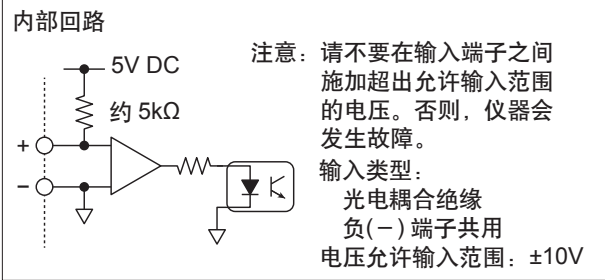 内部回路
5V DC
约 5kΩ
+
−
注意：请不要在输入端子之间
施加超出允许输入范围
的电压。否则，仪器会
发生故障。
输入类型：
光电耦合绝缘
负(−) 端子共用
电压允许输入范围：±10V